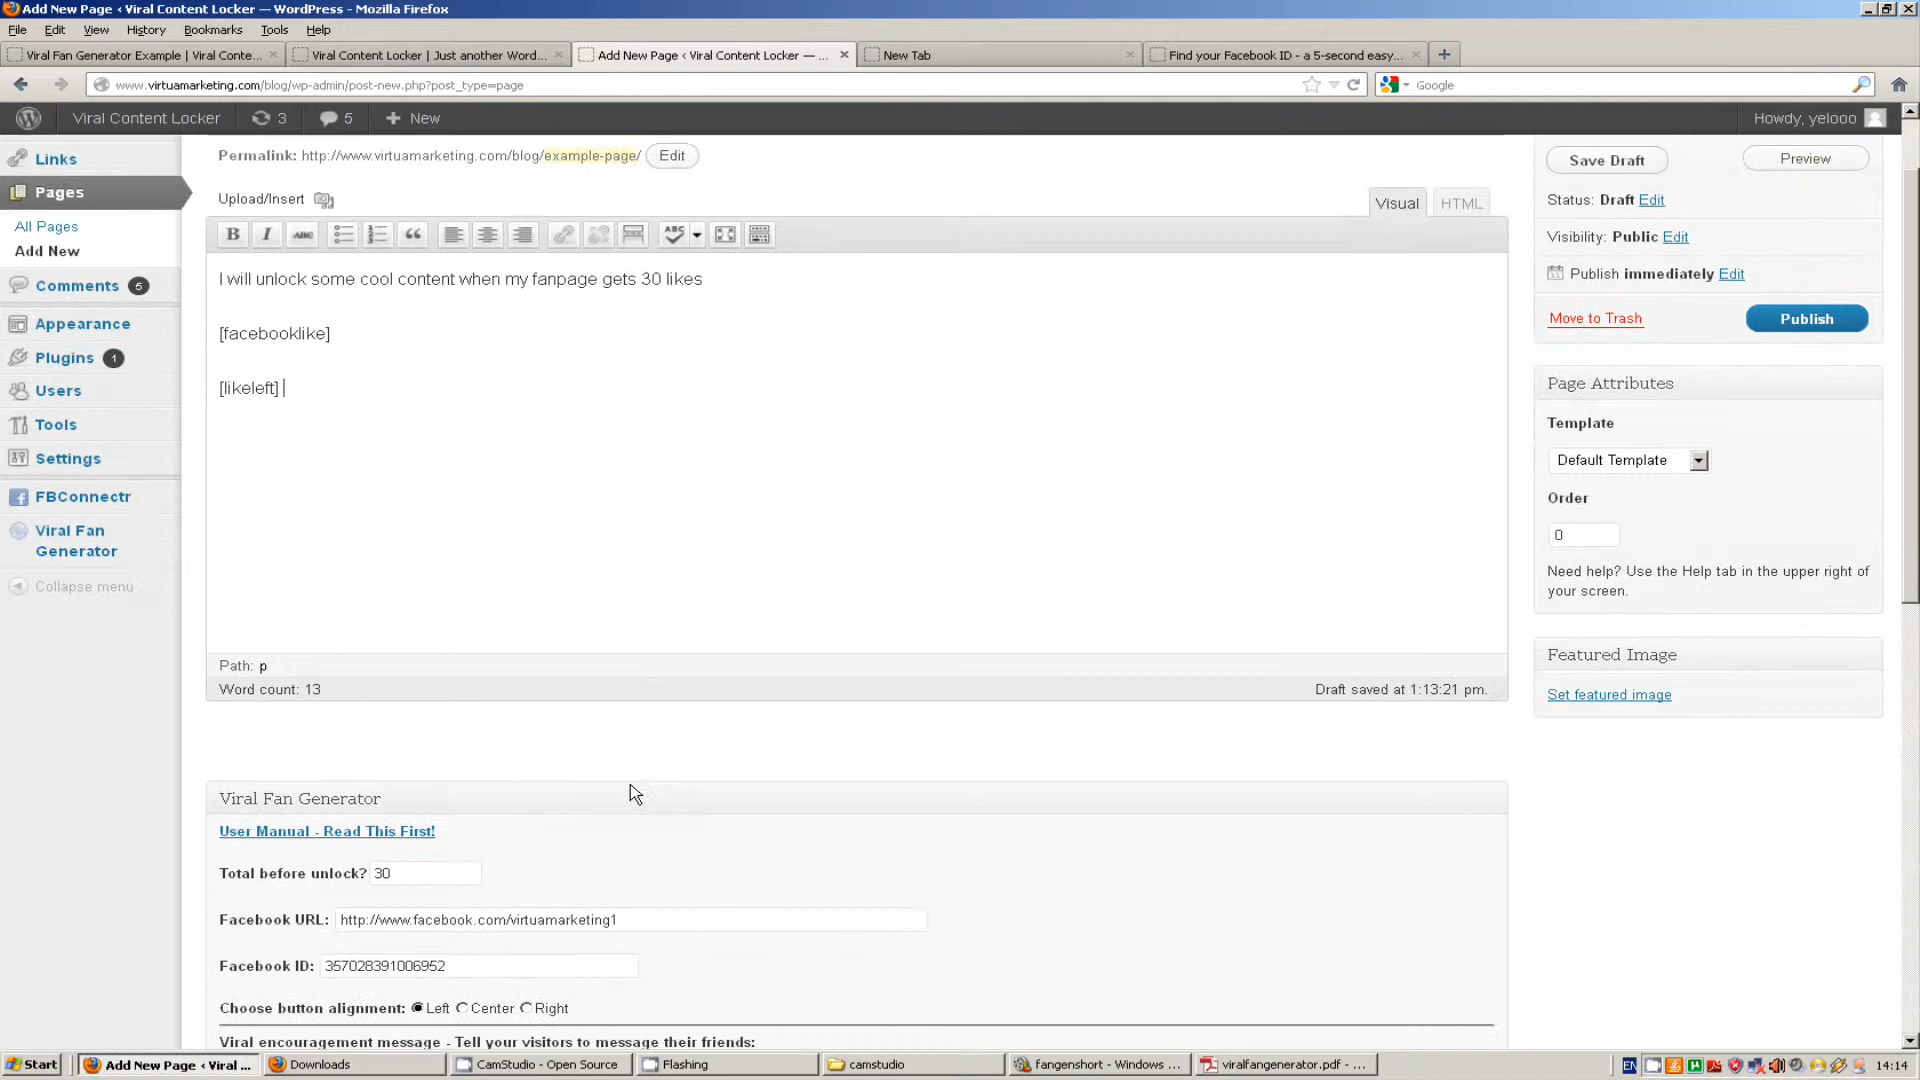 Add New Page ‹ Viral Content Locker — WordPress - Mozilla Firefox
File Edit View History Bookmarks Tools Help
Viral Fan Generator Example | Viral Conte...
Viral Content Locker | Just another Word...
Add New Page ‹ Viral Content Locker — ...
New Tab
Find your Facebook ID - a 5-second easy...
www.virtuamarketing.com/blog/wp-admin/post-new.php?post_type=page
Google
Viral Content Locker 3 5 New
Howdy, yelooo
Links
Pages
All Pages
Add New
Comments 5
Appearance
Plugins 1
Users
Tools
Settings
FBConnectr
Viral Fan
Generator
Collapse menu
Permalink: http://www.virtuamarketing.com/blog/example-page/ Edit
Upload/Insert
Visual HTML
B I ABC ABC
I will unlock some cool content when my fanpage gets 30 likes
[facebooklike]
[likeleft]
Path: p
Word count: 13
Draft saved at 1:13:21 pm.
Viral Fan Generator
User Manual - Read This First!
Total before unlock? 30
Facebook URL: http://www.facebook.com/virtuamarketing1
Facebook ID: 357028391006952
Choose button alignment: Left Center Right
Viral encouragement message - Tell your visitors to message their friends:
Save Draft Preview
Status: Draft Edit
Visibility: Public Edit
Publish immediately Edit
Move to Trash Publish
Page Attributes
Template
Default Template
Order
0
Need help? Use the Help tab in the upper right of
your screen.
Featured Image
Set featured image
Start
Add New Page ‹ Viral ...
Downloads
CamStudio - Open Source
Flashing
camstudio
fangenshort - Windows ...
viralfangenerator.pdf - ...
EN
14:14